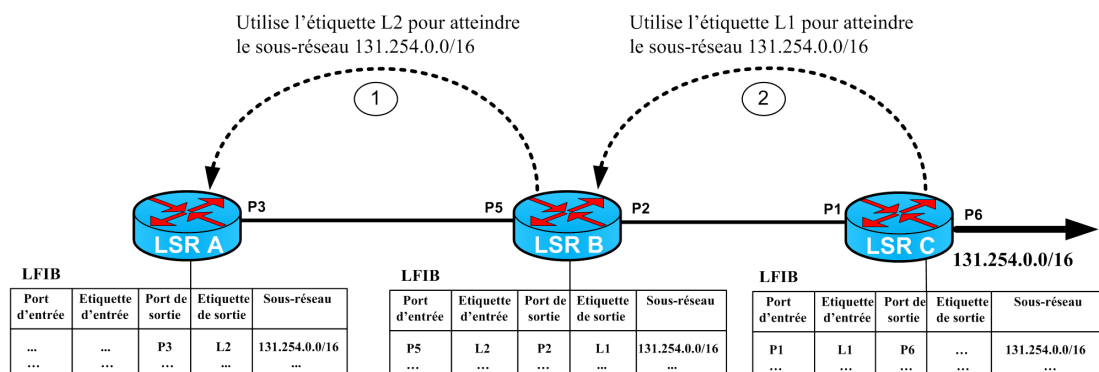 Utilise l'étiquette L2 pour atteindre
le sous-réseau 131.254.0.0/16
Utilise l'étiquette L1 pour atteindre
le sous-réseau 131.254.0.0/16
1
2
P3
P5
P2
P1
P6
LSR A
LSR B
LSR C
131.254.0.0/16
LFIB
Port d'entrée Etiquette d'entrée Port de sortie Etiquette de sortie Sous-réseau
... ... P3 L2 131.254.0.0/16
... ... ... ... ...
LFIB
Port d'entrée Etiquette d'entrée Port de sortie Etiquette de sortie Sous-réseau
P5 L2 P2 L1 131.254.0.0/16
... ... ... ... ...
LFIB
Port d'entrée Etiquette d'entrée Port de sortie Etiquette de sortie Sous-réseau
P1 L1 P6 ... 131.254.0.0/16
... ... ... ... ...